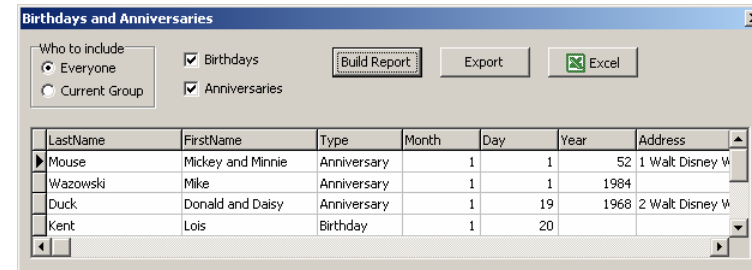 Birthdays and Anniversaries
Who to include
Everyone
Current Group
Birthdays
Anniversaries
Build Report
Export
Excel
LastName FirstName Type Month Day Year Address
Mouse Mickey and Minnie Anniversary 1 1 52 1 Walt Disney W
Wazowski Mike Anniversary 1 1 1984
Duck Donald and Daisy Anniversary 1 19 1968 2 Walt Disney W
Kent Lois Birthday 1 20